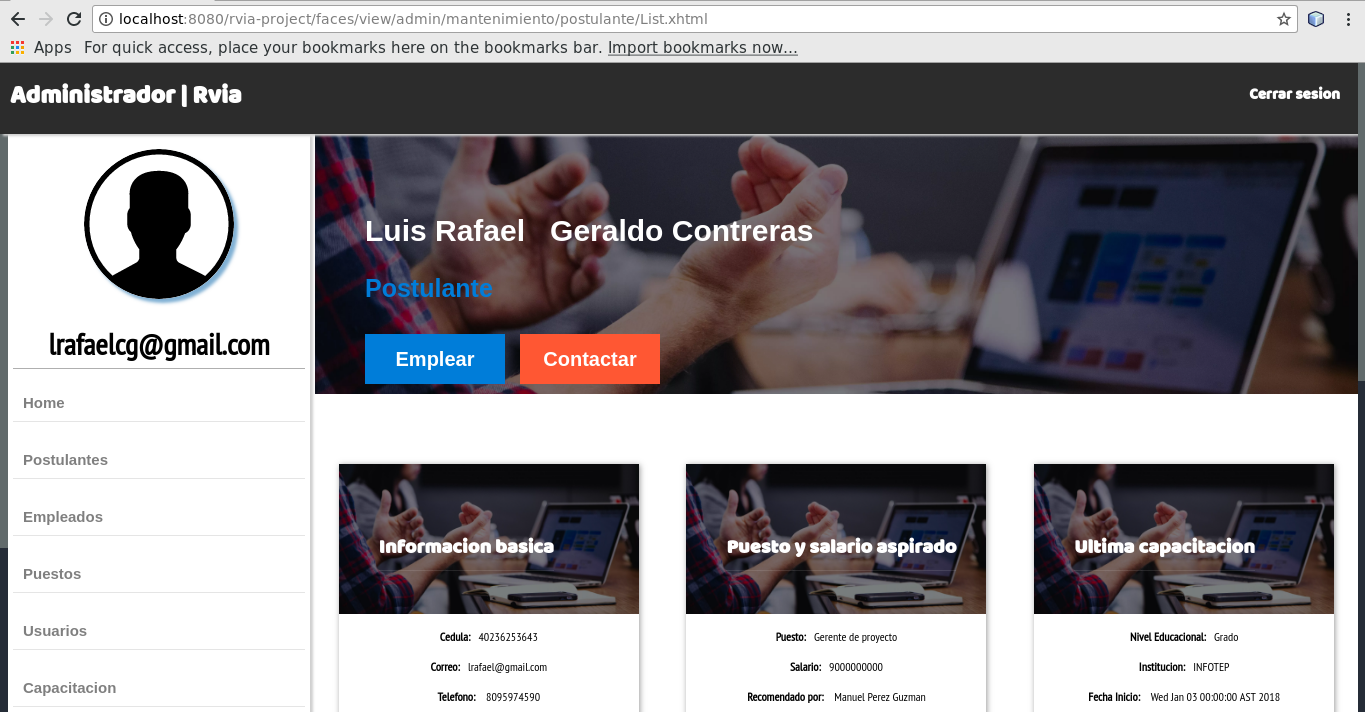 localhost:8080/rvia-project/faces/view/admin/mantenimiento/postulante/List.xhtml
Apps For quick access, place your bookmarks here on the bookmarks bar. Import bookmarks now...
Administrador | Rvia
Cerrar sesion
lrafaelcg@gmail.com
Home
Postulantes
Empleados
Puestos
Usuarios
Capacitacion
Luis Rafael Geraldo Contreras
Postulante
Emplear
Contactar
Informacion basica
Cedula: 40236253643
Correo: lrafael@gmail.com
Telefono: 8095974590
Puesto y salario aspirado
Puesto: Gerente de proyecto
Salario: 9000000000
Recomendado por: Manuel Perez Guzman
Ultima capacitacion
Nivel Educacional: Grado
Institucion: INFOTEP
Fecha Inicio: Wed Jan 03 00:00:00 AST 2018